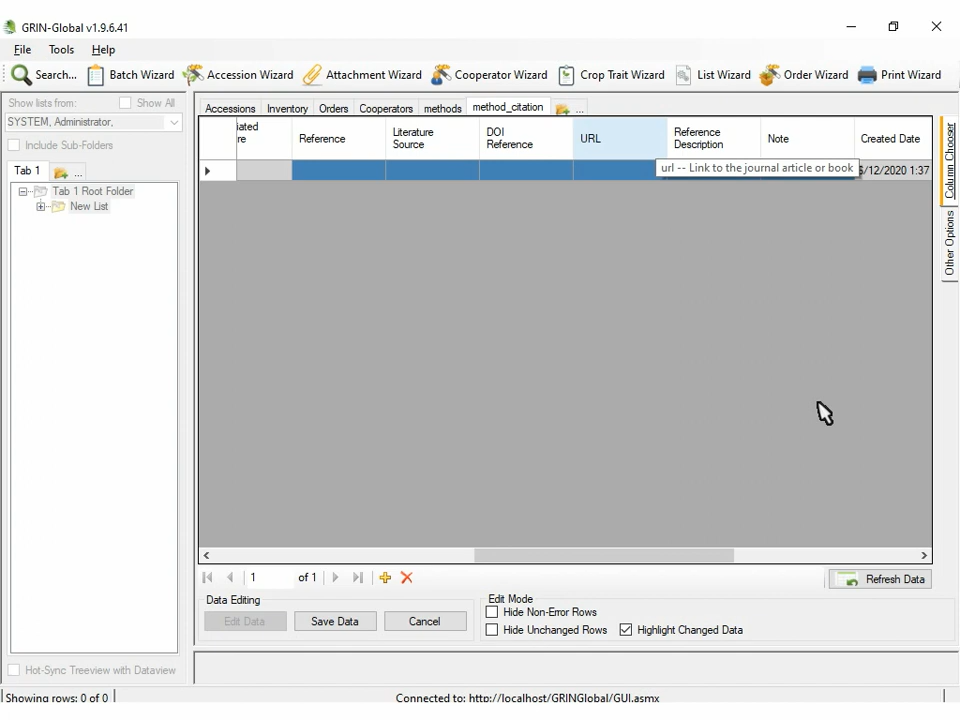 GRIN-Global v1.9.6.41
File Tools Help
Search... Batch Wizard Accession Wizard Attachment Wizard Cooperator Wizard Crop Trait Wizard List Wizard Order Wizard Print Wizard
Show lists from: Show All
SYSTEM, Administrator,
Include Sub-Folders
Tab 1 ...
Tab 1 Root Folder
New List
Hot-Sync Treeview with Dataview
Accessions Inventory Orders Cooperators methods method_citation ...
iated
re
Reference
Literature
Source
DOI
Reference
URL
Reference
Description
Note
Created Date
url -- Link to the journal article or book
/12/2020 1:37
Column Chooser
Other Options
1 of 1
Refresh Data
Data Editing
Edit Data Save Data Cancel
Edit Mode
Hide Non-Error Rows
Hide Unchanged Rows Highlight Changed Data
Showing rows: 0 of 0
Connected to: http://localhost/GRINGlobal/GUI.asmx